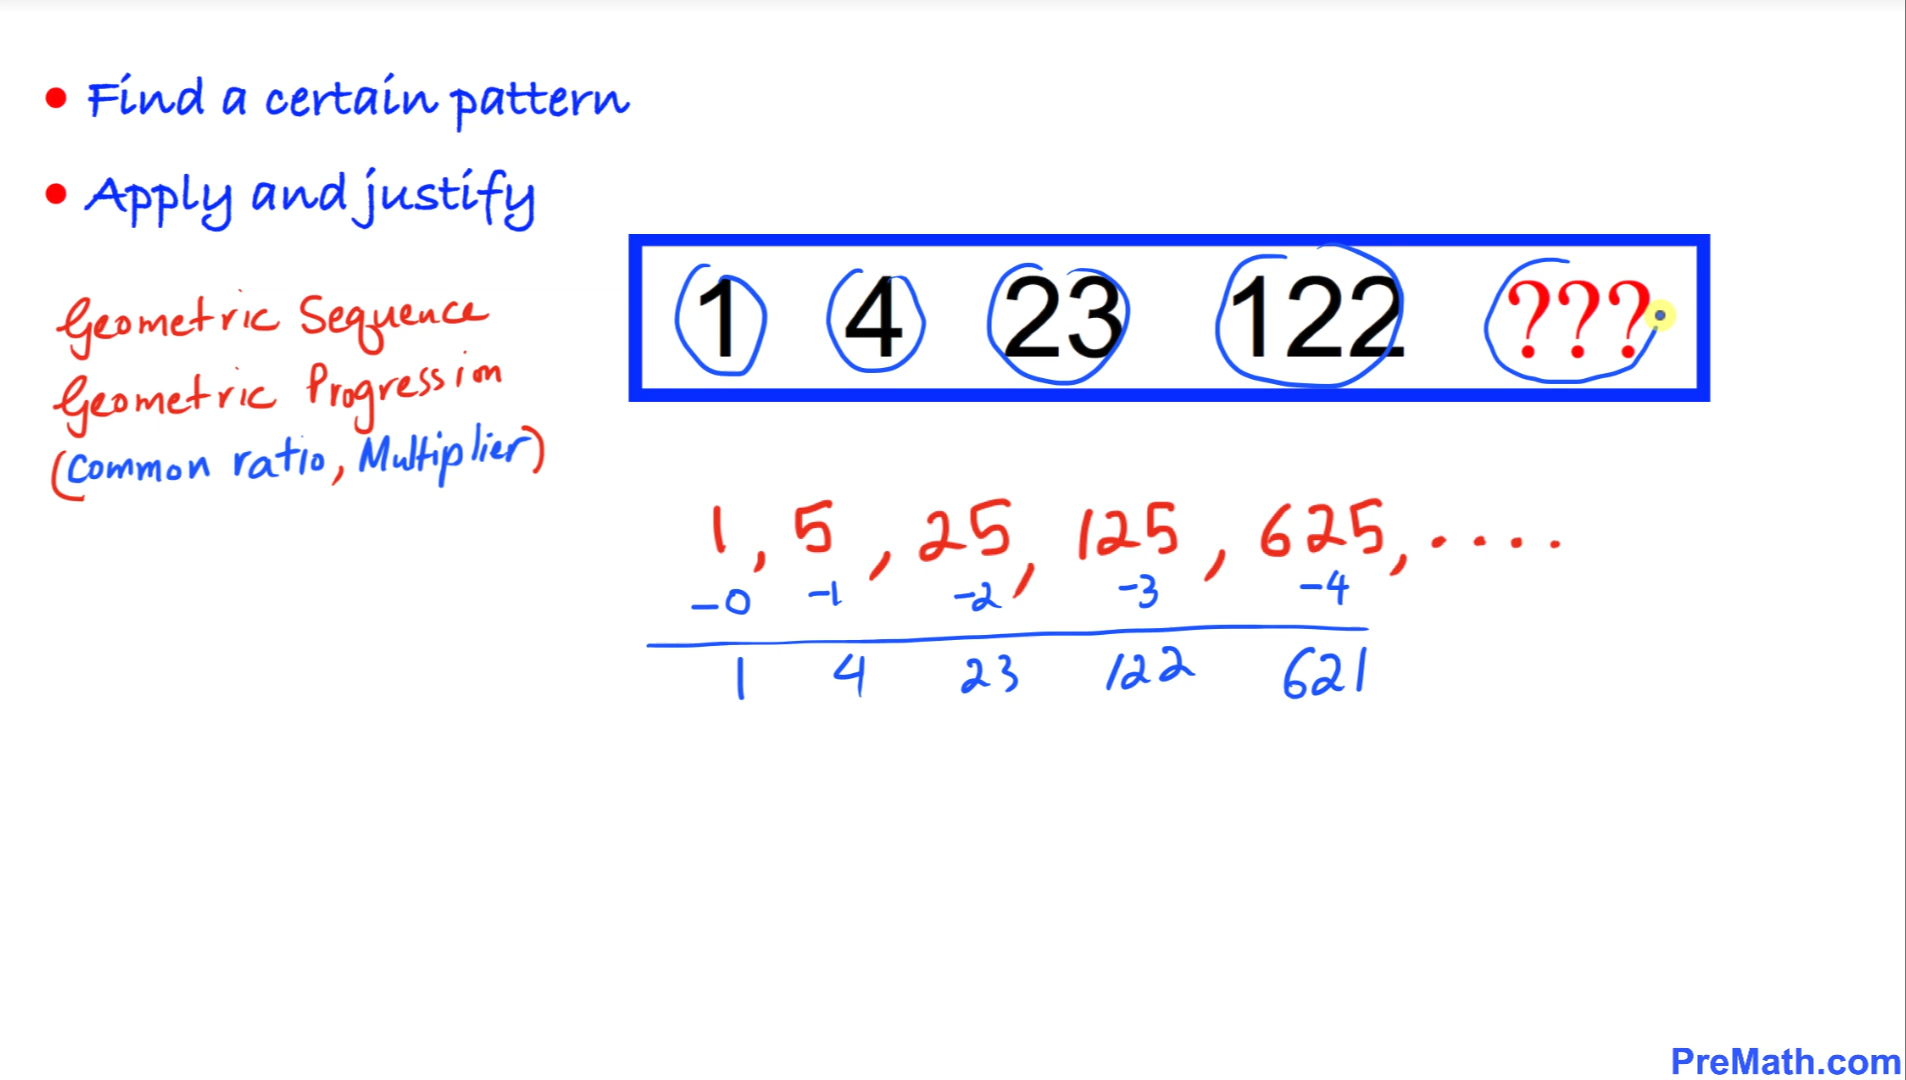 • Find a certain pattern
• Apply and justify
Geometric Sequence
Geometric Progression
(Common ratio, Multiplier)
1 4 23 122 ???
1, 5, 25, 125, 625, ....
-0 -1 -2 -3 -4
1 4 23 122 621
PreMath.com